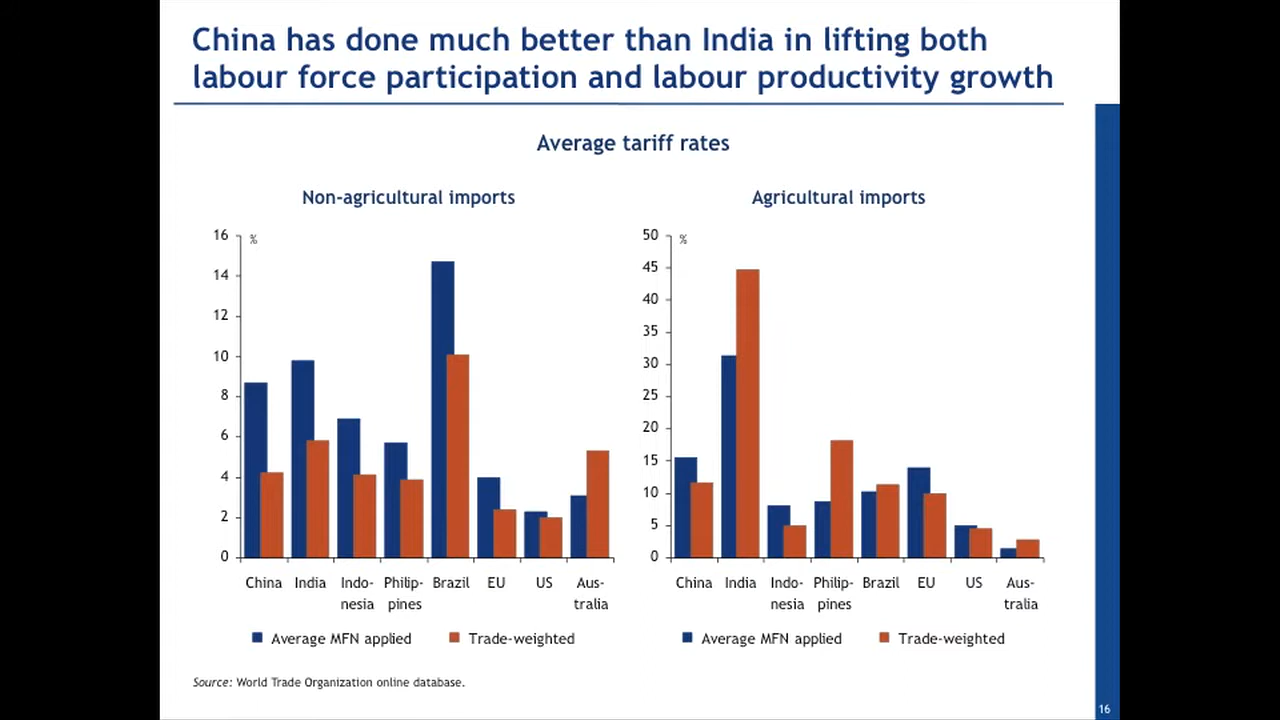 China has done much better than India in lifting both
labour force participation and labour productivity growth
Average tariff rates
Non-agricultural imports
%
16
14
12
10
8
6
4
2
0
China India Indo- Philip- Brazil EU US Aus-
nesia pines tralia
Average MFN applied Trade-weighted
Agricultural imports
%
50
45
40
35
30
25
20
15
10
5
0
China India Indo- Philip- Brazil EU US Aus-
nesia pines tralia
Average MFN applied Trade-weighted
Source: World Trade Organization online database.
16